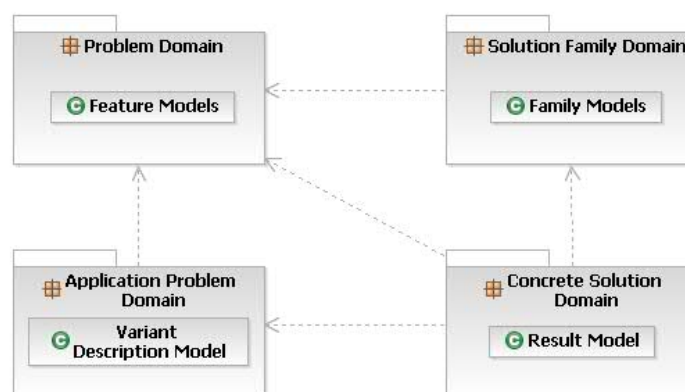 Problem Domain
Feature Models
Solution Family Domain
Family Models
Application Problem
Domain
Variant
Description Model
Concrete Solution
Domain
Result Model